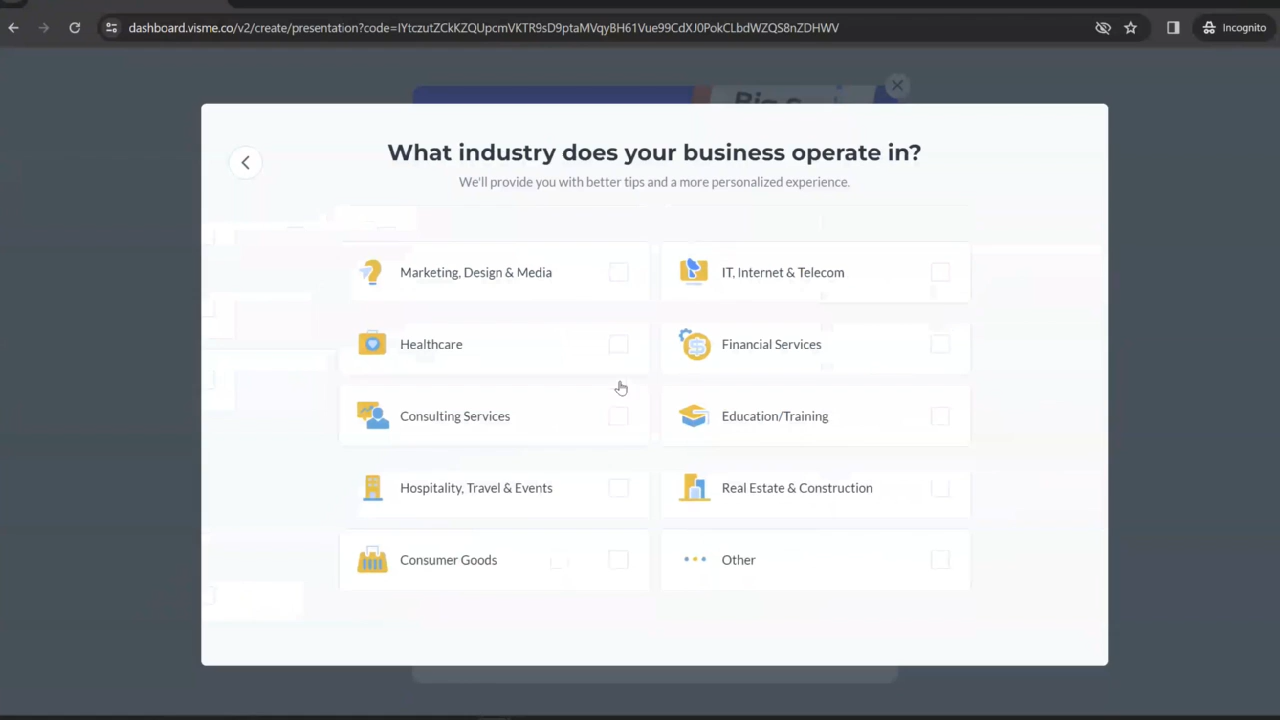 dashboard.visme.co/v2/create/presentation?code=IYtczutZCkKZQUpcmVKTR9sD9ptaMVqyBH61Vue99CdXJ0PokCLbdWZQS8nZDHWV
Incognito
What industry does your business operate in?
We'll provide you with better tips and a more personalized experience.
Marketing, Design & Media
IT, Internet & Telecom
Healthcare
Financial Services
Consulting Services
Education/Training
Hospitality, Travel & Events
Real Estate & Construction
Consumer Goods
Other